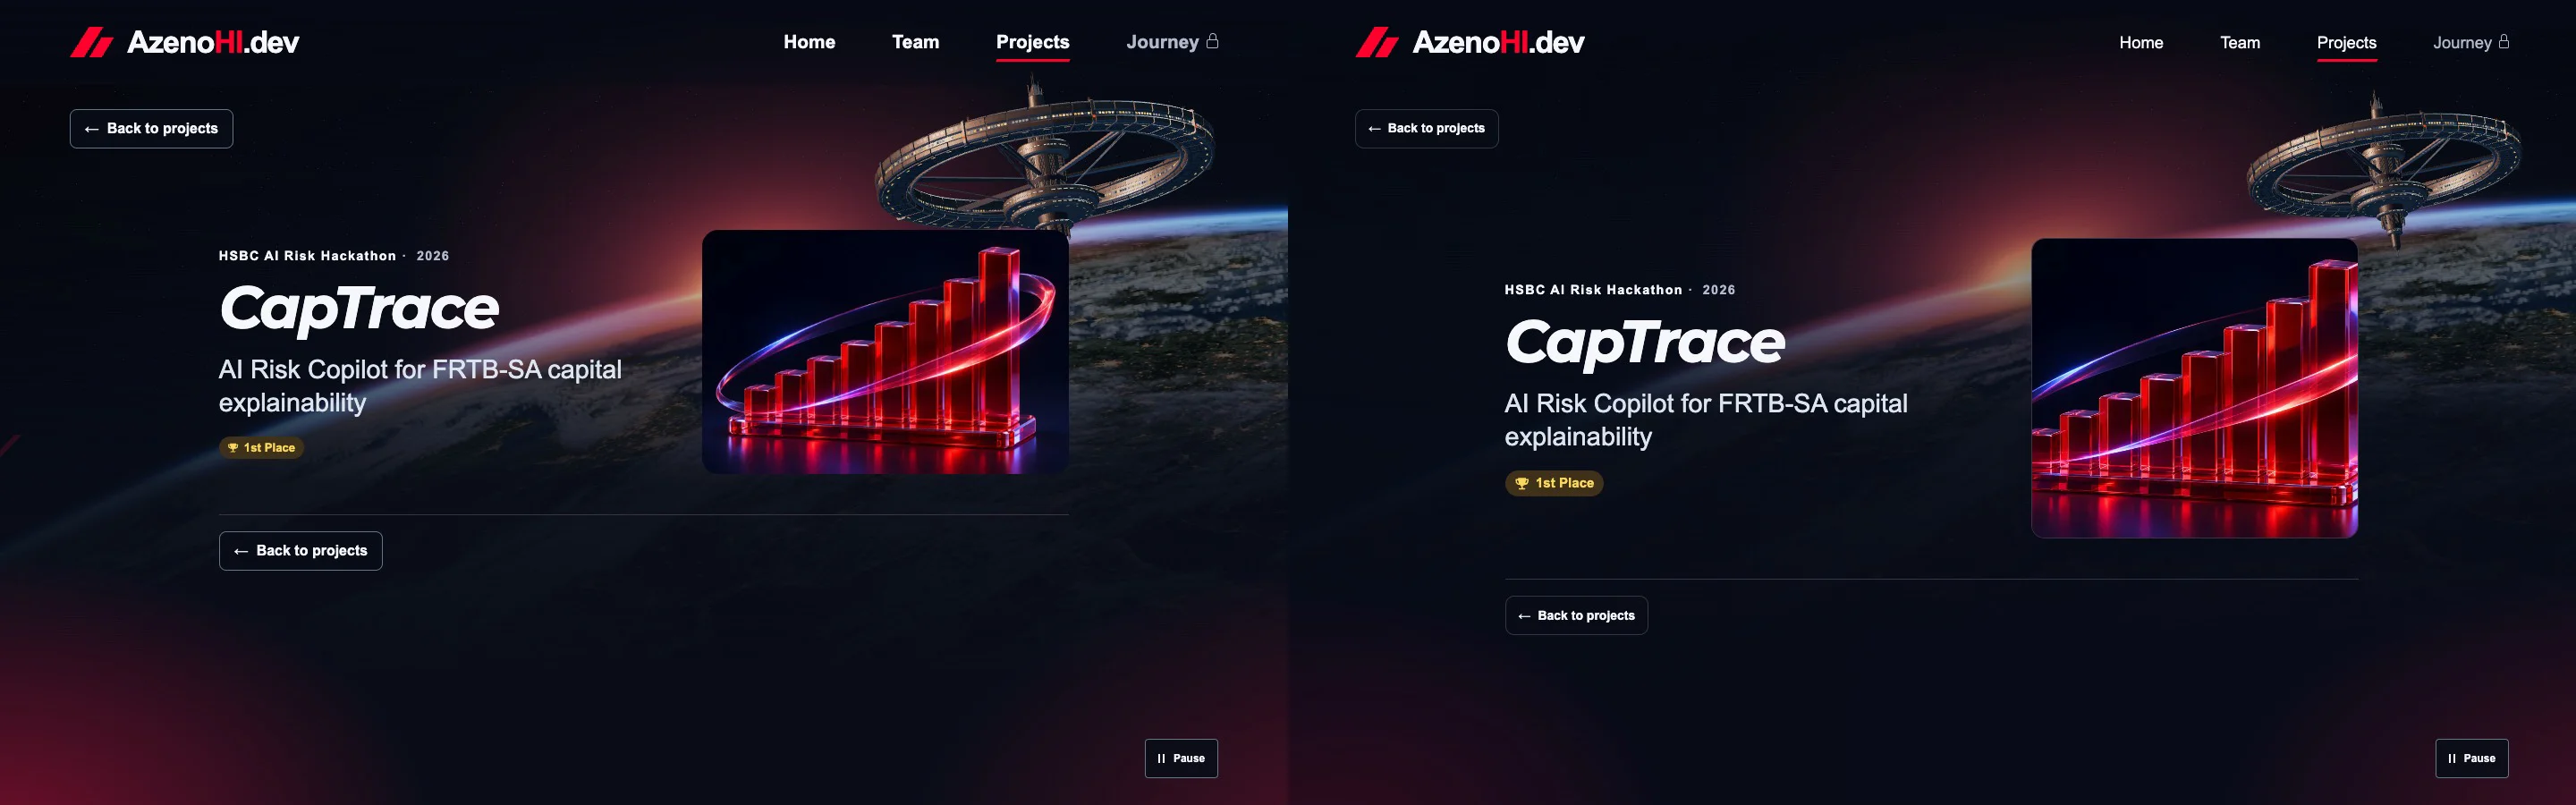 AzenoHI.dev
Home Team Projects Journey
← Back to projects
HSBC AI Risk Hackathon · 2026
CapTrace
AI Risk Copilot for FRTB-SA capital
explainability
1st Place
← Back to projects
Pause
AzenoHI.dev
Home Team Projects Journey
← Back to projects
HSBC AI Risk Hackathon · 2026
CapTrace
AI Risk Copilot for FRTB-SA capital
explainability
1st Place
← Back to projects
Pause